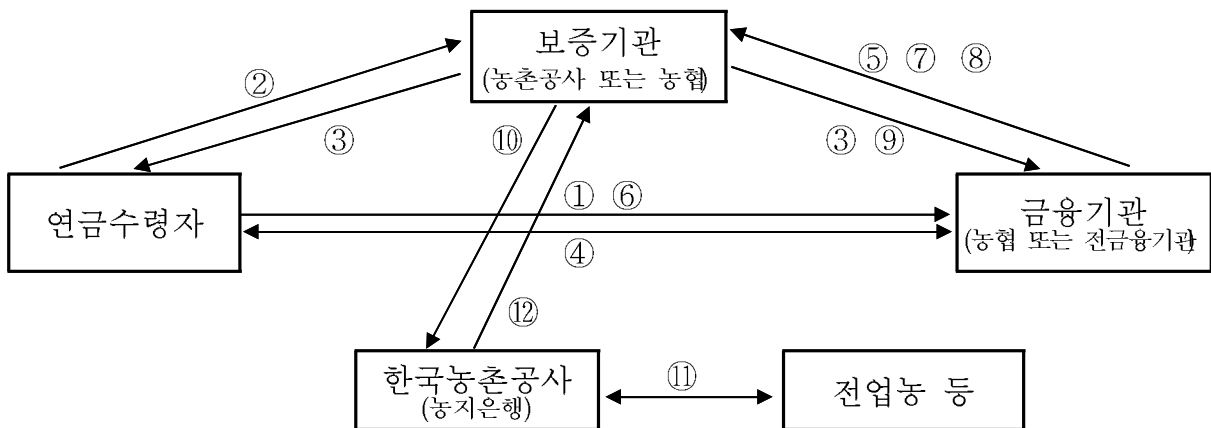 보증기관
(농촌공사 또는 농협)
② 
⑤ ⑦ ⑧
③
⑩
③ ⑨
연금수령자
① ⑥
금융기관
(농협 또는 전금융기관)
④
⑫
한국농촌공사
(농지은행)
⑪
전업농 등